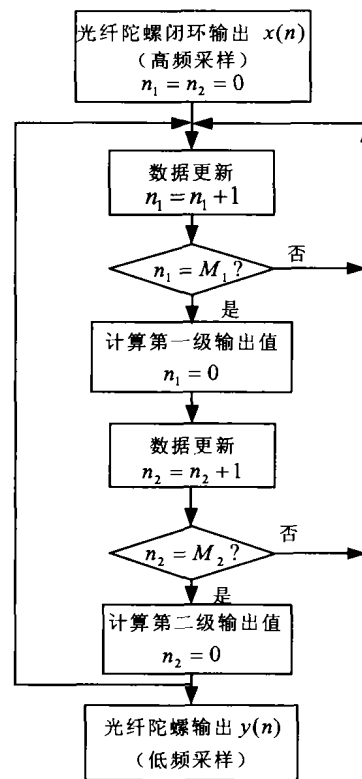 光纤陀螺闭环输出 x(n)
（高频采样）
n₁ = n₂ = 0
数据更新
n₁ = n₁ + 1
n₁ = M₁ ?
否
是
计算第一级输出值
n₁ = 0
数据更新
n₂ = n₂ + 1
n₂ = M₂ ?
否
是
计算第二级输出值
n₂ = 0
光纤陀螺输出 y(n)
（低频采样）